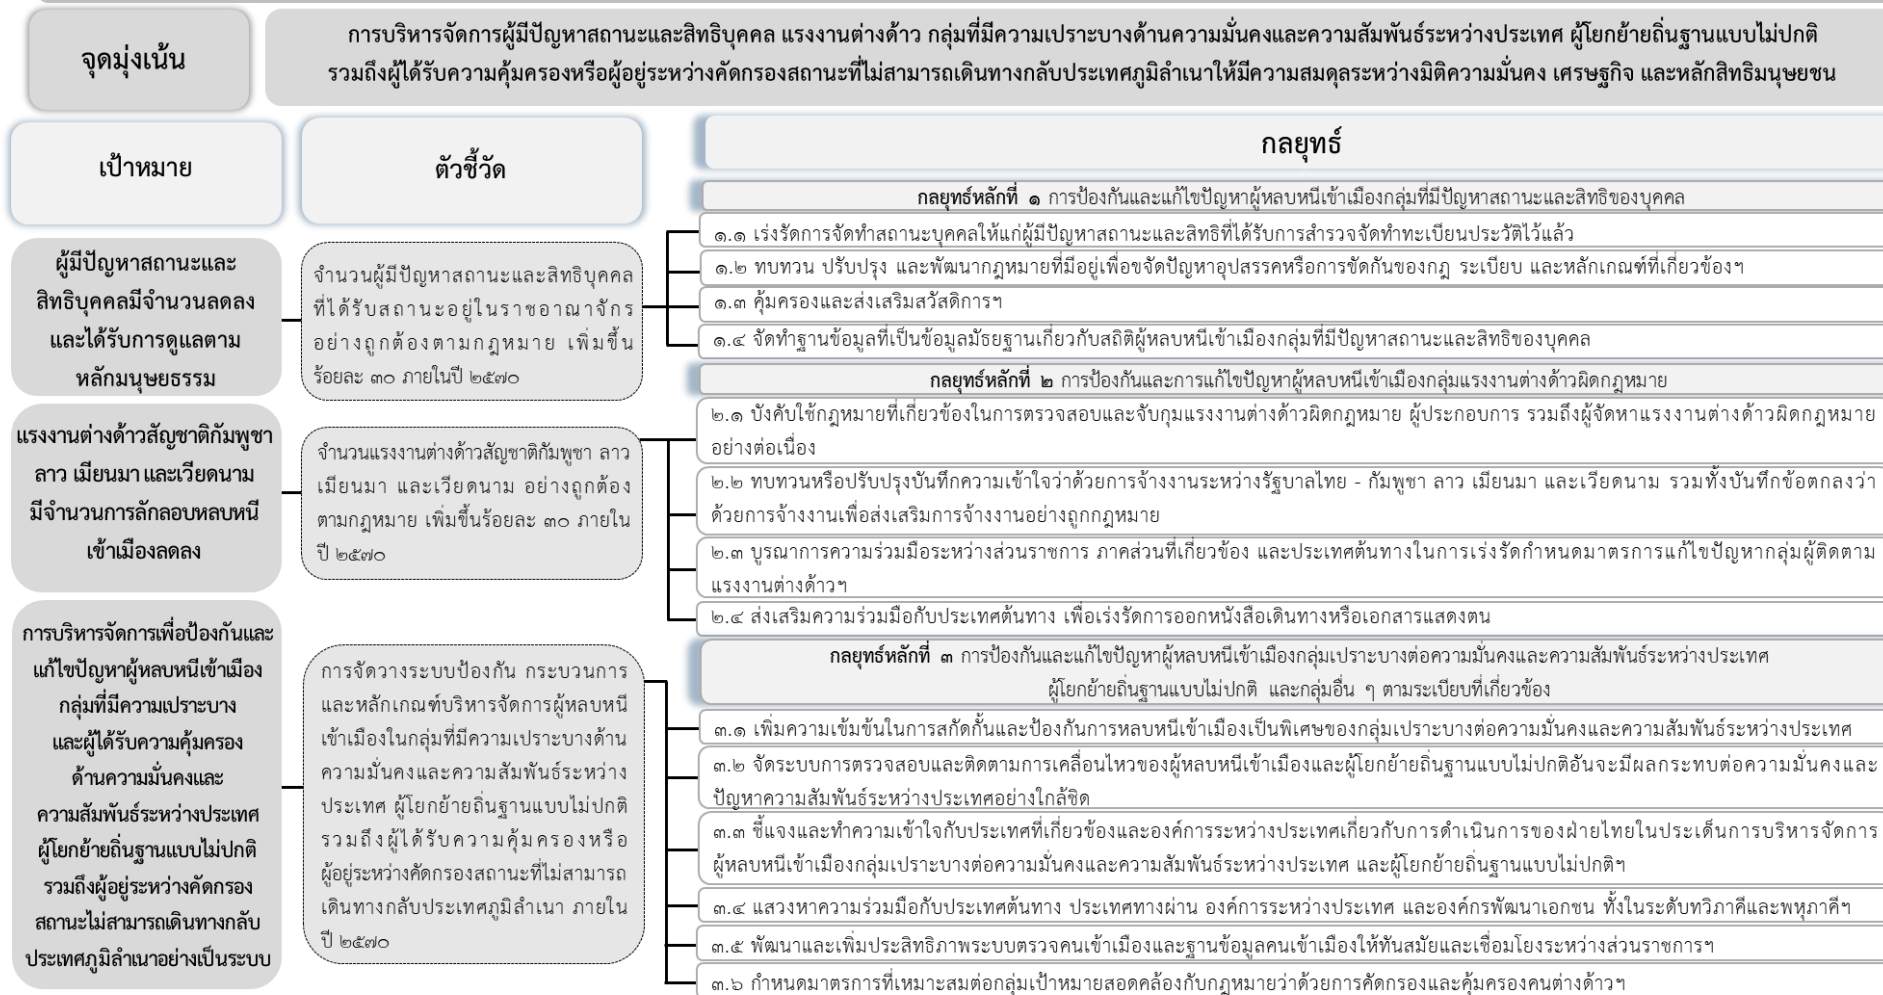 จุดมุ่งเน้น
การบริหารจัดการผู้มีปัญหาสถานะและสิทธิบุคคล แรงงานต่างด้าว กลุ่มที่มีความเปราะบางด้านความมั่นคงและความสัมพันธ์ระหว่างประเทศ ผู้โยกย้ายถิ่นฐานแบบไม่ปกติ
รวมถึงผู้ได้รับความคุ้มครองหรือผู้อยู่ระหว่างคัดกรองสถานะที่ไม่สามารถเดินทางกลับประเทศภูมิลำเนาให้มีความสมดุลระหว่างมิติความมั่นคง เศรษฐกิจ และหลักสิทธิมนุษยชน
เป้าหมาย
ตัวชี้วัด
กลยุทธ์
ผู้มีปัญหาสถานะและ
สิทธิบุคคลมีจำนวนลดลง
และได้รับการดูแลตาม
หลักมนุษยธรรม
จำนวนผู้มีปัญหาสถานะและสิทธิบุคคล
ที่ได้รับสถานะอยู่ในราชอาณาจักร
อย่างถูกต้องตามกฎหมาย เพิ่มขึ้น
ร้อยละ ๓๐ ภายในปี ๒๕๗๐
กลยุทธ์หลักที่ ๑ การป้องกันและแก้ไขปัญหาผู้หลบหนีเข้าเมืองกลุ่มที่มีปัญหาสถานะและสิทธิของบุคคล
๑.๑ เร่งรัดการจัดทำสถานะบุคคลให้แก่ผู้มีปัญหาสถานะและสิทธิที่ได้รับการสำรวจจัดทำทะเบียนประวัติไว้แล้ว
๑.๒ ทบทวน ปรับปรุง และพัฒนากฎหมายที่มีอยู่เพื่อขจัดปัญหาอุปสรรคหรือการขัดกันของกฎ ระเบียบ และหลักเกณฑ์ที่เกี่ยวข้องฯ
๑.๓ คุ้มครองและส่งเสริมสวัสดิการฯ
๑.๔ จัดทำฐานข้อมูลที่เป็นข้อมูลมัธยฐานเกี่ยวกับสถิติผู้หลบหนีเข้าเมืองกลุ่มที่มีปัญหาสถานะและสิทธิของบุคคล
แรงงานต่างด้าวสัญชาติกัมพูชา
ลาว เมียนมา และเวียดนาม
มีจำนวนการลักลอบหลบหนี
เข้าเมืองลดลง
จำนวนแรงงานต่างด้าวสัญชาติกัมพูชา ลาว
เมียนมา และเวียดนาม อย่างถูกต้อง
ตามกฎหมาย เพิ่มขึ้นร้อยละ ๓๐ ภายใน
ปี ๒๕๗๐
กลยุทธ์หลักที่ ๒ การป้องกันและการแก้ไขปัญหาผู้หลบหนีเข้าเมืองกลุ่มแรงงานต่างด้าวผิดกฎหมาย
๒.๑ บังคับใช้กฎหมายที่เกี่ยวข้องในการตรวจสอบและจับกุมแรงงานต่างด้าวผิดกฎหมาย ผู้ประกอบการ รวมถึงผู้จัดหาแรงงานต่างด้าวผิดกฎหมาย
อย่างต่อเนื่อง
๒.๒ ทบทวนหรือปรับปรุงบันทึกความเข้าใจว่าด้วยการจ้างงานระหว่างรัฐบาลไทย - กัมพูชา ลาว เมียนมา และเวียดนาม รวมทั้งบันทึกข้อตกลงว่า
ด้วยการจ้างงานเพื่อส่งเสริมการจ้างงานอย่างถูกกฎหมาย
๒.๓ บูรณาการความร่วมมือระหว่างส่วนราชการ ภาคส่วนที่เกี่ยวข้อง และประเทศต้นทางในการเร่งรัดกำหนดมาตรการแก้ไขปัญหากลุ่มผู้ติดตาม
แรงงานต่างด้าวฯ
๒.๔ ส่งเสริมความร่วมมือกับประเทศต้นทาง เพื่อเร่งรัดการออกหนังสือเดินทางหรือเอกสารแสดงตน
การบริหารจัดการเพื่อป้องกันและ
แก้ไขปัญหาผู้หลบหนีเข้าเมือง
กลุ่มที่มีความเปราะบาง
และผู้ได้รับความคุ้มครอง
ด้านความมั่นคงและ
ความสัมพันธ์ระหว่างประเทศ
ผู้โยกย้ายถิ่นฐานแบบไม่ปกติ
รวมถึงผู้อยู่ระหว่างคัดกรอง
สถานะไม่สามารถเดินทางกลับ
ประเทศภูมิลำเนาอย่างเป็นระบบ
การจัดวางระบบป้องกัน กระบวนการ
และหลักเกณฑ์บริหารจัดการผู้หลบหนี
เข้าเมืองในกลุ่มที่มีความเปราะบางด้าน
ความมั่นคงและความสัมพันธ์ระหว่าง
ประเทศ ผู้โยกย้ายถิ่นฐานแบบไม่ปกติ
รวมถึงผู้ได้รับความคุ้มครองหรือ
ผู้อยู่ระหว่างคัดกรองสถานะที่ไม่สามารถ
เดินทางกลับประเทศภูมิลำเนา ภายใน
ปี ๒๕๗๐
กลยุทธ์หลักที่ ๓ การป้องกันและแก้ไขปัญหาผู้หลบหนีเข้าเมืองกลุ่มเปราะบางต่อความมั่นคงและความสัมพันธ์ระหว่างประเทศ
ผู้โยกย้ายถิ่นฐานแบบไม่ปกติ และกลุ่มอื่น ๆ ตามระเบียบที่เกี่ยวข้อง
๓.๑ เพิ่มความเข้มข้นในการสกัดกั้นและป้องกันการหลบหนีเข้าเมืองเป็นพิเศษของกลุ่มเปราะบางต่อความมั่นคงและความสัมพันธ์ระหว่างประเทศ
๓.๒ จัดระบบการตรวจสอบและติดตามการเคลื่อนไหวของผู้หลบหนีเข้าเมืองและผู้โยกย้ายถิ่นฐานแบบไม่ปกติอันจะมีผลกระทบต่อความมั่นคงและ
ปัญหาความสัมพันธ์ระหว่างประเทศอย่างใกล้ชิด
๓.๓ ชี้แจงและทำความเข้าใจกับประเทศที่เกี่ยวข้องและองค์การระหว่างประเทศเกี่ยวกับการดำเนินการของฝ่ายไทยในประเด็นการบริหารจัดการ
ผู้หลบหนีเข้าเมืองกลุ่มเปราะบางต่อความมั่นคงและความสัมพันธ์ระหว่างประเทศ และผู้โยกย้ายถิ่นฐานแบบไม่ปกติฯ
๓.๔ แสวงหาความร่วมมือกับประเทศต้นทาง ประเทศทางผ่าน องค์การระหว่างประเทศ และองค์กรพัฒนาเอกชน ทั้งในระดับทวิภาคีและพหุภาคีฯ
๓.๕ พัฒนาและเพิ่มประสิทธิภาพระบบตรวจคนเข้าเมืองและฐานข้อมูลคนเข้าเมืองให้ทันสมัยและเชื่อมโยงระหว่างส่วนราชการฯ
๓.๖ กำหนดมาตรการที่เหมาะสมต่อกลุ่มเป้าหมายสอดคล้องกับกฎหมายว่าด้วยการคัดกรองและคุ้มครองคนต่างด้าวฯ